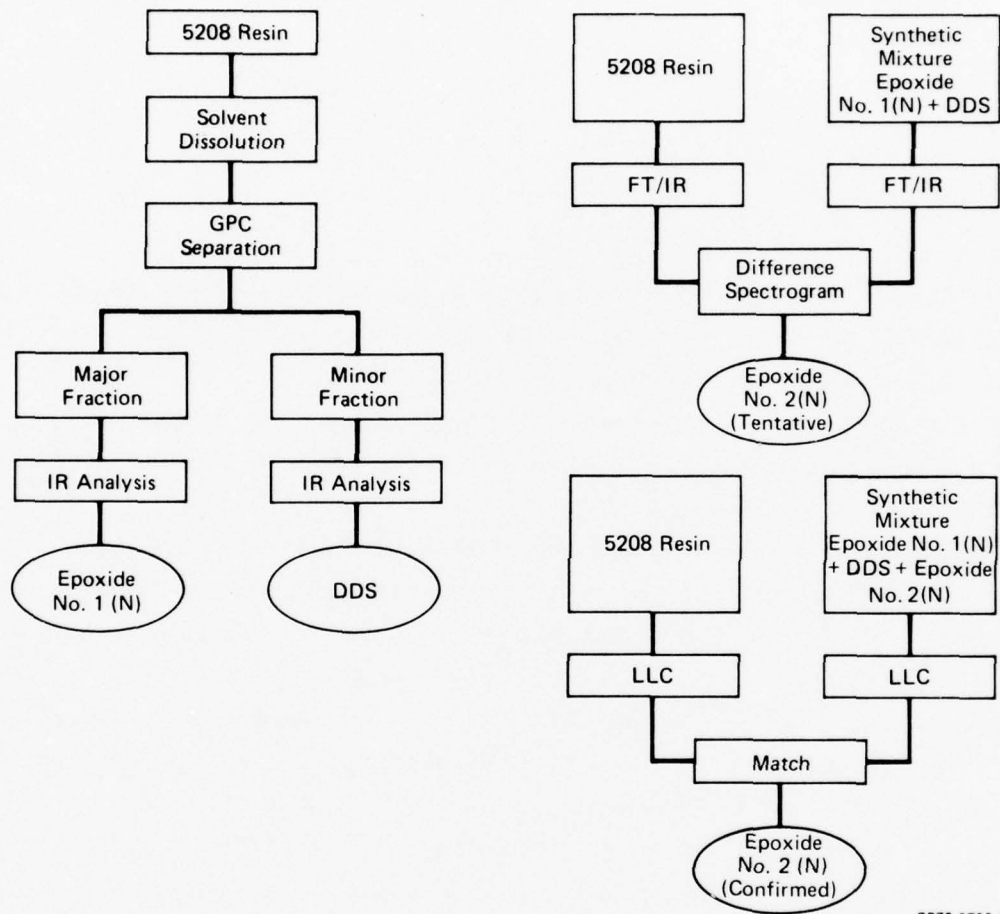 5208 Resin
Solvent
Dissolution
GPC
Separation
Major
Fraction
Minor
Fraction
IR Analysis
IR Analysis
Epoxide
No. 1 (N)
DDS
5208 Resin
Synthetic
Mixture
Epoxide
No. 1(N) + DDS
FT/IR
FT/IR
Difference
Spectrogram
Epoxide
No. 2(N)
(Tentative)
5208 Resin
Synthetic
Mixture
Epoxide No. 1(N)
+ DDS + Epoxide
No. 2(N)
LLC
LLC
Match
Epoxide
No. 2 (N)
(Confirmed)